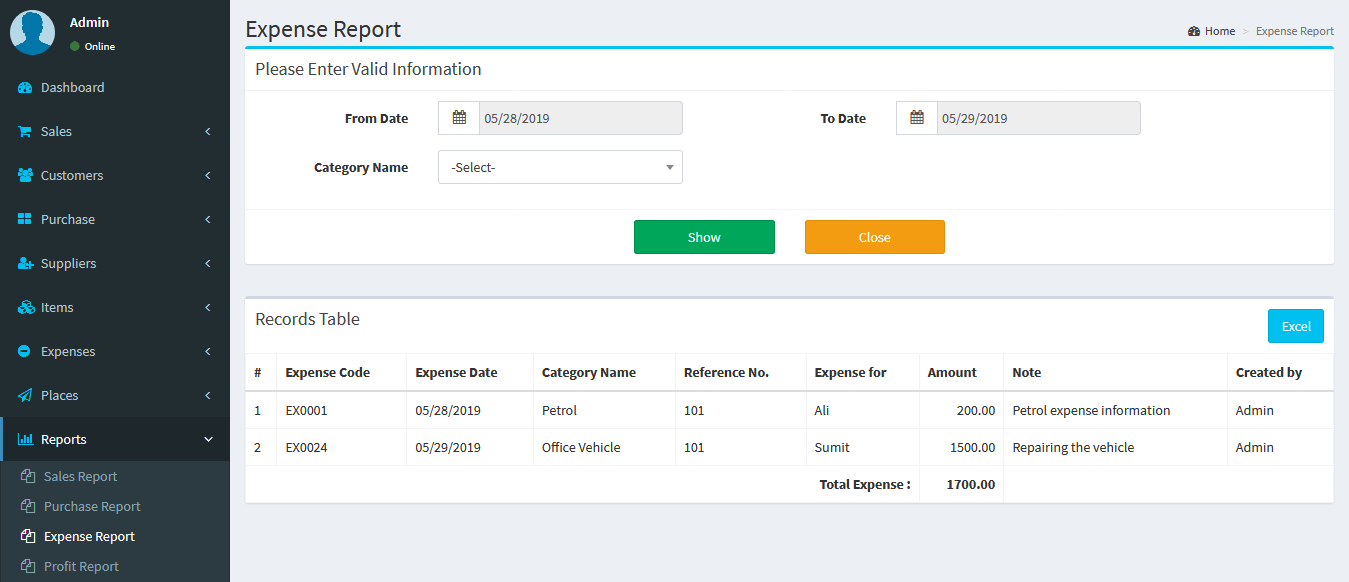 Admin
Online
Dashboard
Sales
Customers
Purchase
Suppliers
Items
Expenses
Places
Reports
Sales Report
Purchase Report
Expense Report
Profit Report
Expense Report
Home > Expense Report
Please Enter Valid Information
From Date 05/28/2019 To Date 05/29/2019
Category Name -Select-
Show Close
Records Table Excel
# Expense Code Expense Date Category Name Reference No. Expense for Amount Note Created by
1 EX0001 05/28/2019 Petrol 101 Ali 200.00 Petrol expense information Admin
2 EX0024 05/29/2019 Office Vehicle 101 Sumit 1500.00 Repairing the vehicle Admin
Total Expense : 1700.00